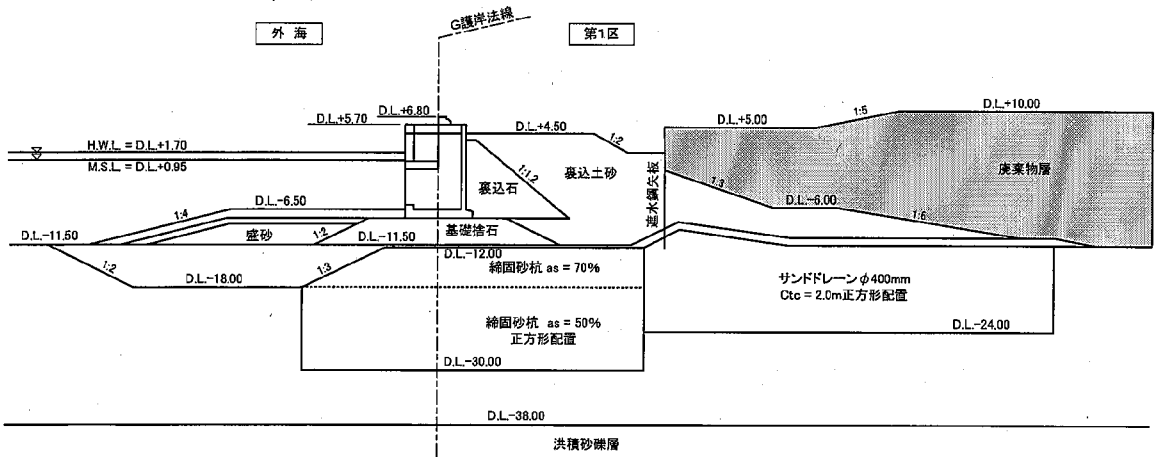 G護岸法線
外海
第1区
D.L.+6.80
D.L.+5.70
D.L.+4.50
1:2
D.L.+5.00
1:5
D.L.+10.00
H.W.L. = D.L.+1.70
M.S.L. = D.L.+0.95
裏込石
1:1.2
裏込土砂
遮水鋼矢板
廃棄物層
1:3
D.L.-6.00
1:6
1:4
D.L.-6.50
盛砂
1:2
基礎捨石
D.L.-11.50
D.L.-11.50
D.L.-12.00
1:2
D.L.-18.00
1:3
締固砂杭 as = 70%
サンドドレーンφ400mm
Ctc = 2.0m正方形配置
締固砂杭 as = 50%
正方形配置
D.L.-24.00
D.L.-30.00
D.L.-38.00
洪積砂礫層